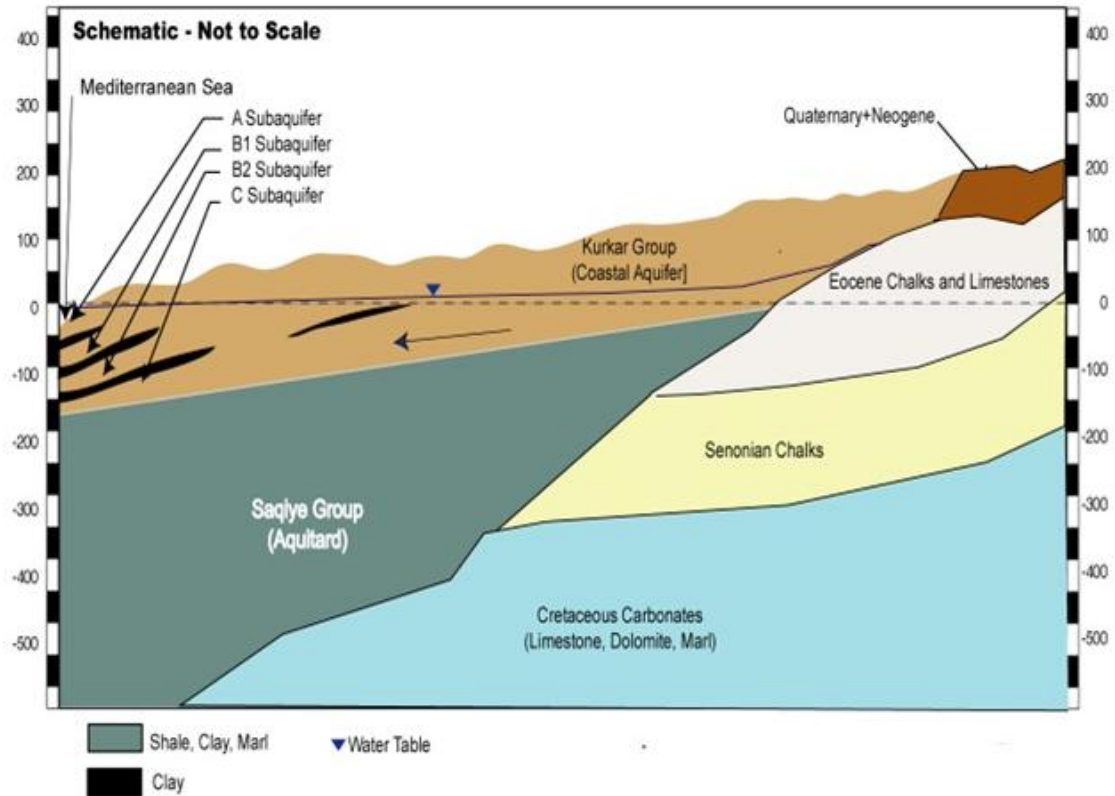 Schematic - Not to Scale
400
300
200
100
0
-100
-200
-300
-400
-500
Mediterranean Sea
A Subaquifer
B1 Subaquifer
B2 Subaquifer
C Subaquifer
Quaternary+Neogene
Kurkar Group
(Coastal Aquifer]
Eocene Chalks and Limestones
Senonian Chalks
Saqiye Group
(Aquitard)
Cretaceous Carbonates
(Limestone, Dolomite, Marl)
400
300
200
100
0
-100
-200
-300
-400
-500
Shale, Clay, Marl
Water Table
Clay